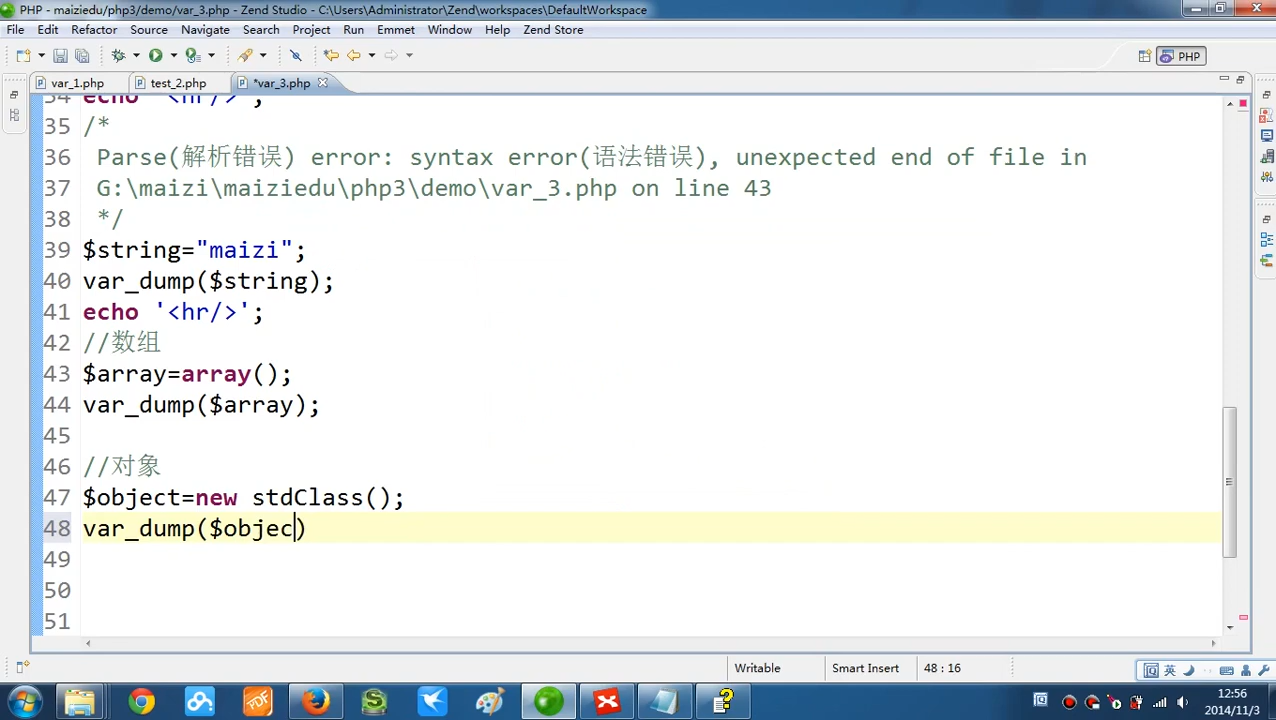 PHP - maiziedu/php3/demo/var_3.php - Zend Studio - C:\Users\Administrator\Zend\workspaces\DefaultWorkspace
File Edit Refactor Source Navigate Search Project Run Emmet Window Help Zend Store
PHP
var_1.php test_2.php *var_3.php
34 echo '<hr/>';
35 /*
36 Parse(解析错误) error: syntax error(语法错误), unexpected end of file in
37 G:\maizi\maiziedu\php3\demo\var_3.php on line 43
38 */
39 $string="maizi";
40 var_dump($string);
41 echo '<hr/>';
42 //数组
43 $array=array();
44 var_dump($array);
45
46 //对象
47 $object=new stdClass();
48 var_dump($objec)
49
50
51
Writable Smart Insert 48 : 16
英
PDF
12:56
2014/11/3